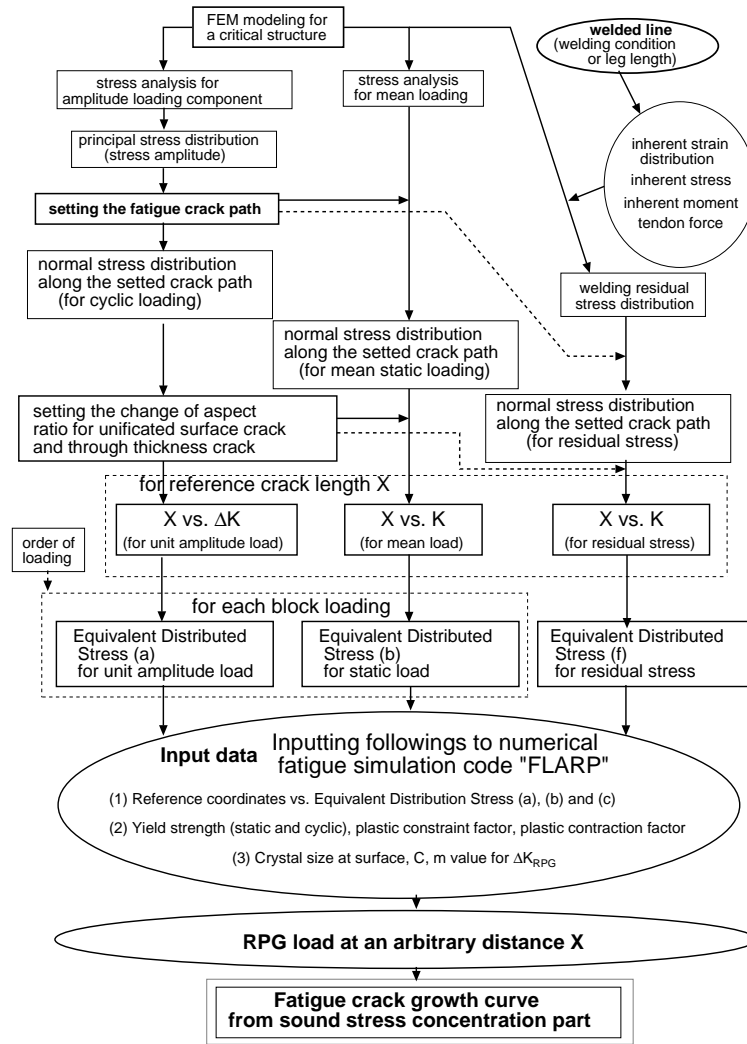 FEM modeling for
a critical structure
welded line
(welding condition
or leg length)
stress analysis for
amplitude loading component
stress analysis
for mean loading
principal stress distribution
(stress amplitude)
inherent strain
distribution
inherent stress
inherent moment
tendon force
setting the fatigue crack path
normal stress distribution
along the setted crack path
(for cyclic loading)
welding residual
stress distribution
normal stress distribution
along the setted crack path
(for mean static loading)
setting the change of aspect
ratio for unificated surface crack
and through thickness crack
normal stress distribution
along the setted crack path
(for residual stress)
for reference crack length X
X vs. ΔK
(for unit amplitude load)
X vs. K
(for mean load)
X vs. K
(for residual stress)
order of
loading
for each block loading
Equivalent Distributed
Stress (a)
for unit amplitude load
Equivalent Distributed
Stress (b)
for static load
Equivalent Distributed
Stress (f)
for residual stress
Input data Inputting followings to numerical
fatigue simulation code "FLARP"
(1) Reference coordinates vs. Equivalent Distribution Stress (a), (b) and (c)
(2) Yield strength (static and cyclic), plastic constraint factor, plastic contraction factor
(3) Crystal size at surface, C, m value for ΔK_RPG
RPG load at an arbitrary distance X
Fatigue crack growth curve
from sound stress concentration part